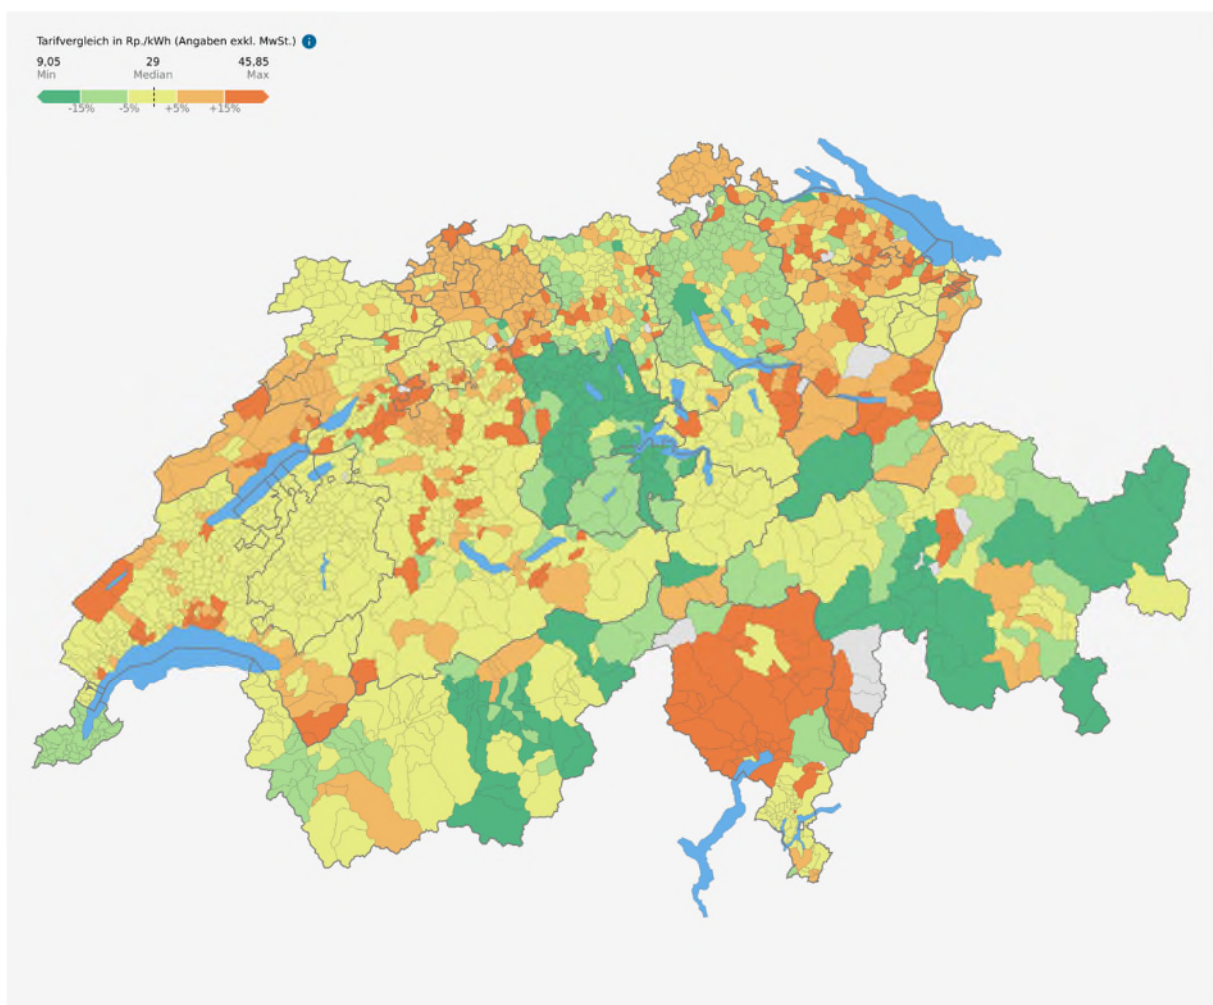 Tarifvergleich in Rp./kWh (Angaben exkl. MwSt.) i
9,05 29 45,85
Min Median Max
-15% -5% +5% +15%